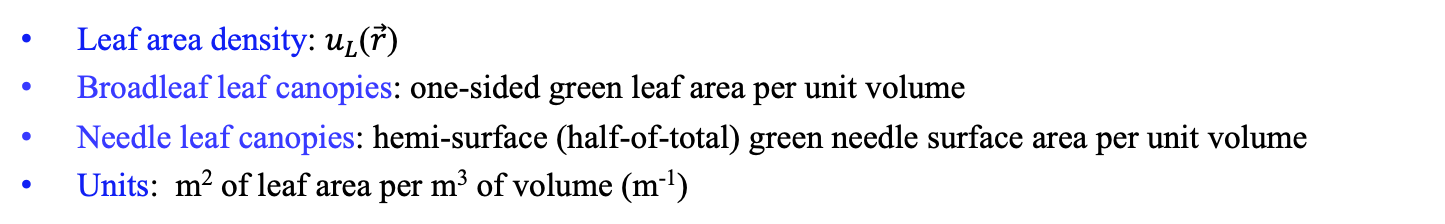 • Leaf area density: u_L(r⃗)
• Broadleaf leaf canopies: one-sided green leaf area per unit volume
• Needle leaf canopies: hemi-surface (half-of-total) green needle surface area per unit volume
• Units: m² of leaf area per m³ of volume (m⁻¹)